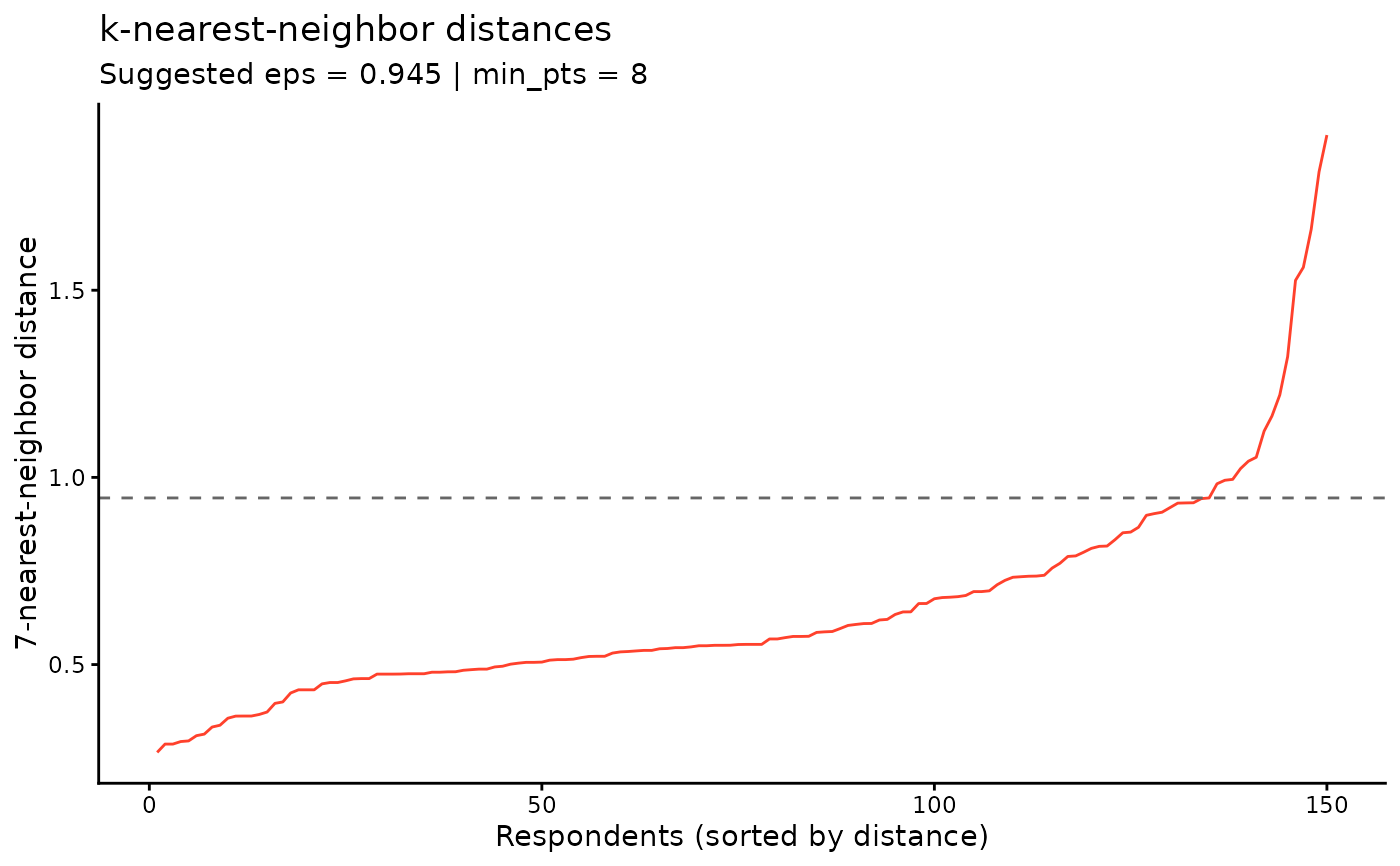 k-nearest-neighbor distances
Suggested eps = 0.945 | min_pts = 8
7-nearest-neighbor distance
1.5
1.0
0.5
0
50
100
150
Respondents (sorted by distance)